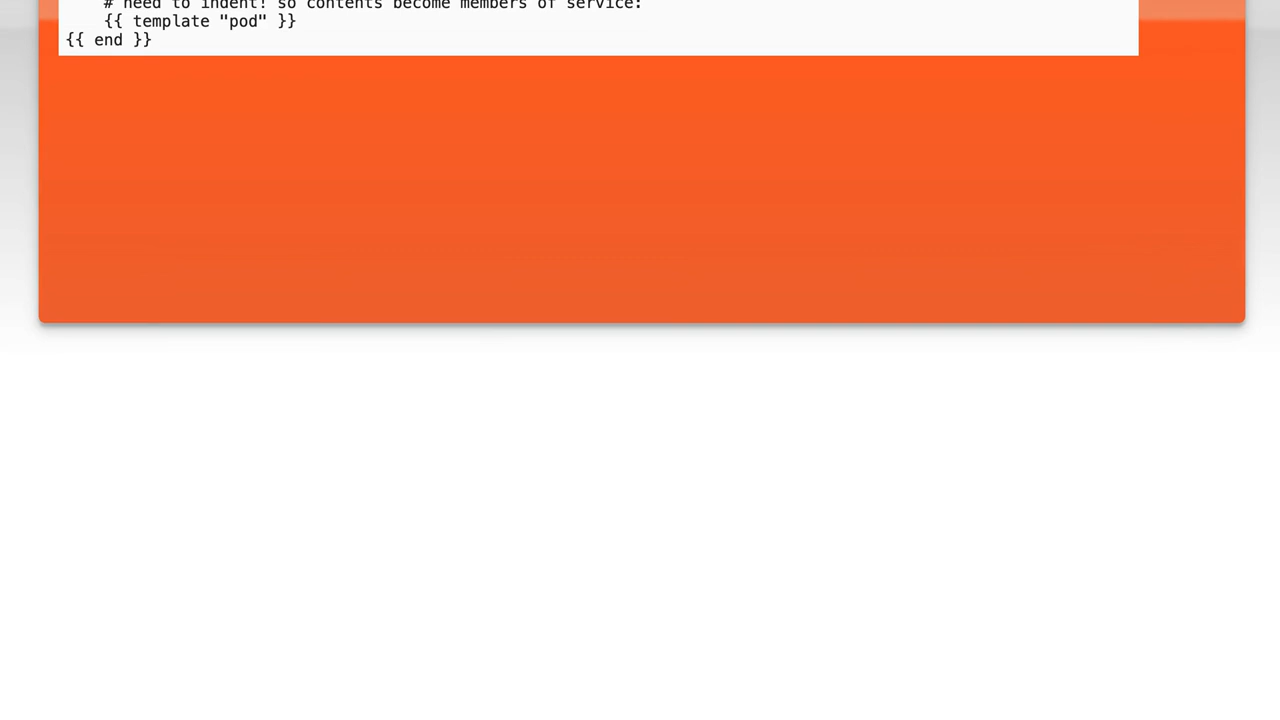 # need to indent! so contents become members of service:
{{ template "pod" }}
{{ end }}